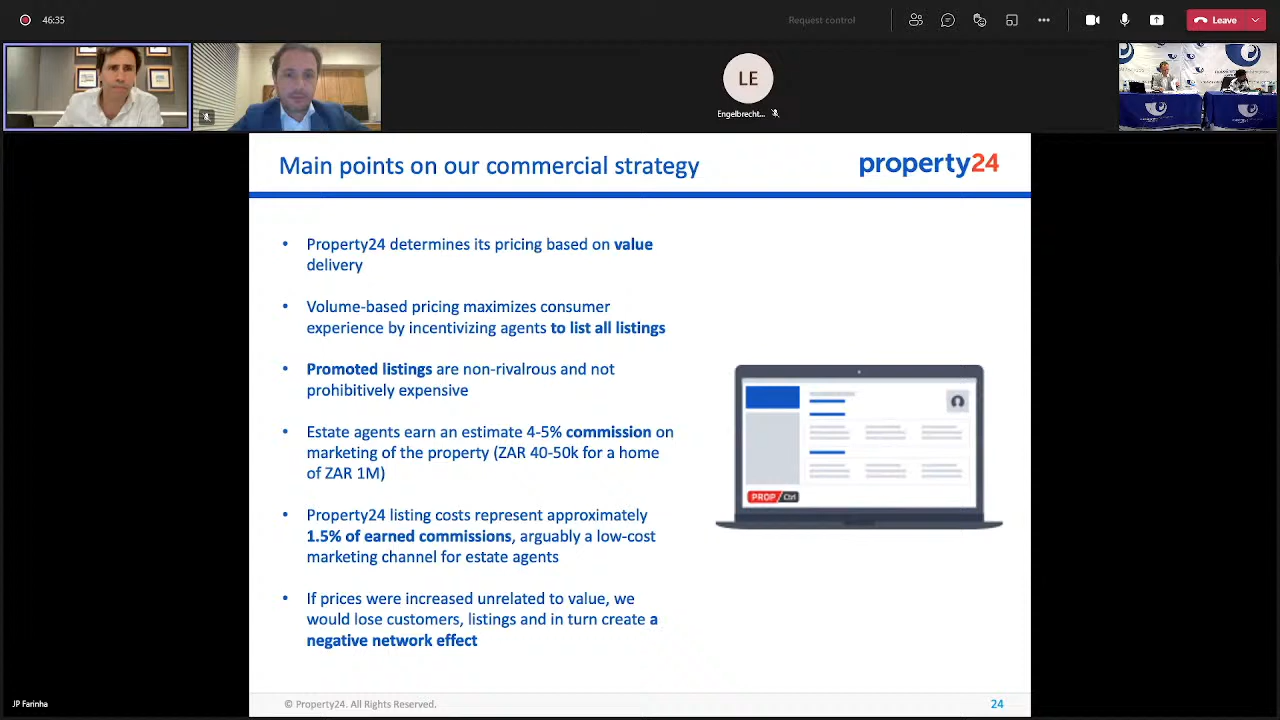 46:35
Request control
Leave
LE
Engelbrecht...
Main points on our commercial strategy
property24
• Property24 determines its pricing based on value
delivery
• Volume-based pricing maximizes consumer
experience by incentivizing agents to list all listings
• Promoted listings are non-rivalrous and not
prohibitively expensive
• Estate agents earn an estimate 4-5% commission on
marketing of the property (ZAR 40-50k for a home
of ZAR 1M)
• Property24 listing costs represent approximately
1.5% of earned commissions, arguably a low-cost
marketing channel for estate agents
• If prices were increased unrelated to value, we
would lose customers, listings and in turn create a
negative network effect
PROP Ctrl
JP Farinha
© Property24. All Rights Reserved.
24